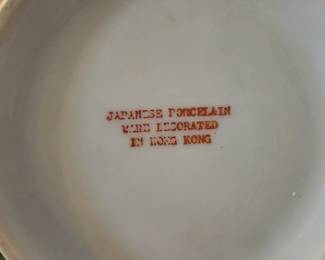 JAPANESE PORCELAIN
WARE DECORATED
IN HONG KONG